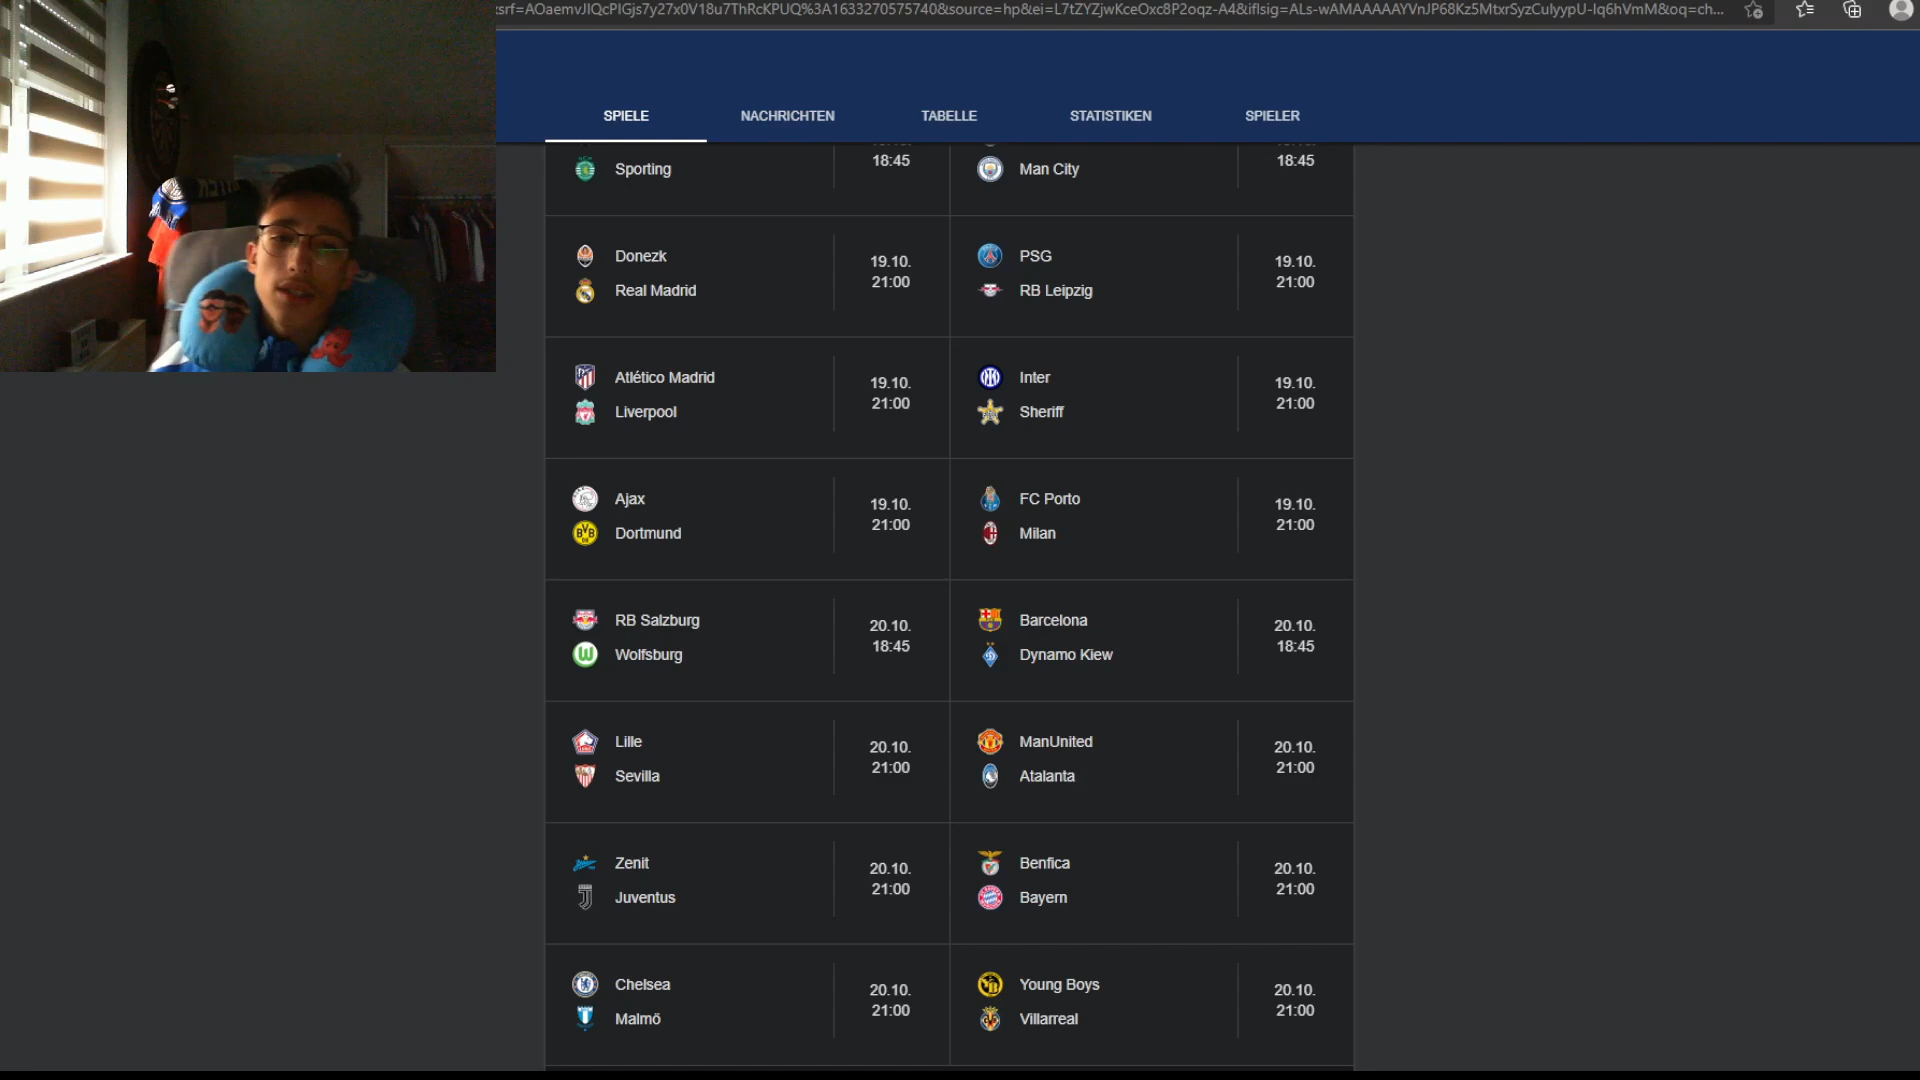 ksrf=AOaemvJIQcPIGjs7y27x0V18u7ThRcKPUQ%3A1633270575740&source=hp&ei=L7tZYZjwKceOxc8P2oqz-A4&iflsig=ALs-wAMAAAAAYVnJP68Kz5MtxrSyzCuIyypU-Iq6hVmM&oq=ch...
SPIELE NACHRICHTEN TABELLE STATISTIKEN SPIELER
Sporting
18:45
Man City
18:45
Donezk
Real Madrid
19.10.
21:00
PSG
RB Leipzig
19.10.
21:00
Atlético Madrid
Liverpool
19.10.
21:00
Inter
Sheriff
19.10.
21:00
Ajax
Dortmund
19.10.
21:00
FC Porto
Milan
19.10.
21:00
RB Salzburg
Wolfsburg
20.10.
18:45
Barcelona
Dynamo Kiew
20.10.
18:45
Lille
Sevilla
20.10.
21:00
ManUnited
Atalanta
20.10.
21:00
Zenit
Juventus
20.10.
21:00
Benfica
Bayern
20.10.
21:00
Chelsea
Malmö
20.10.
21:00
Young Boys
Villarreal
20.10.
21:00